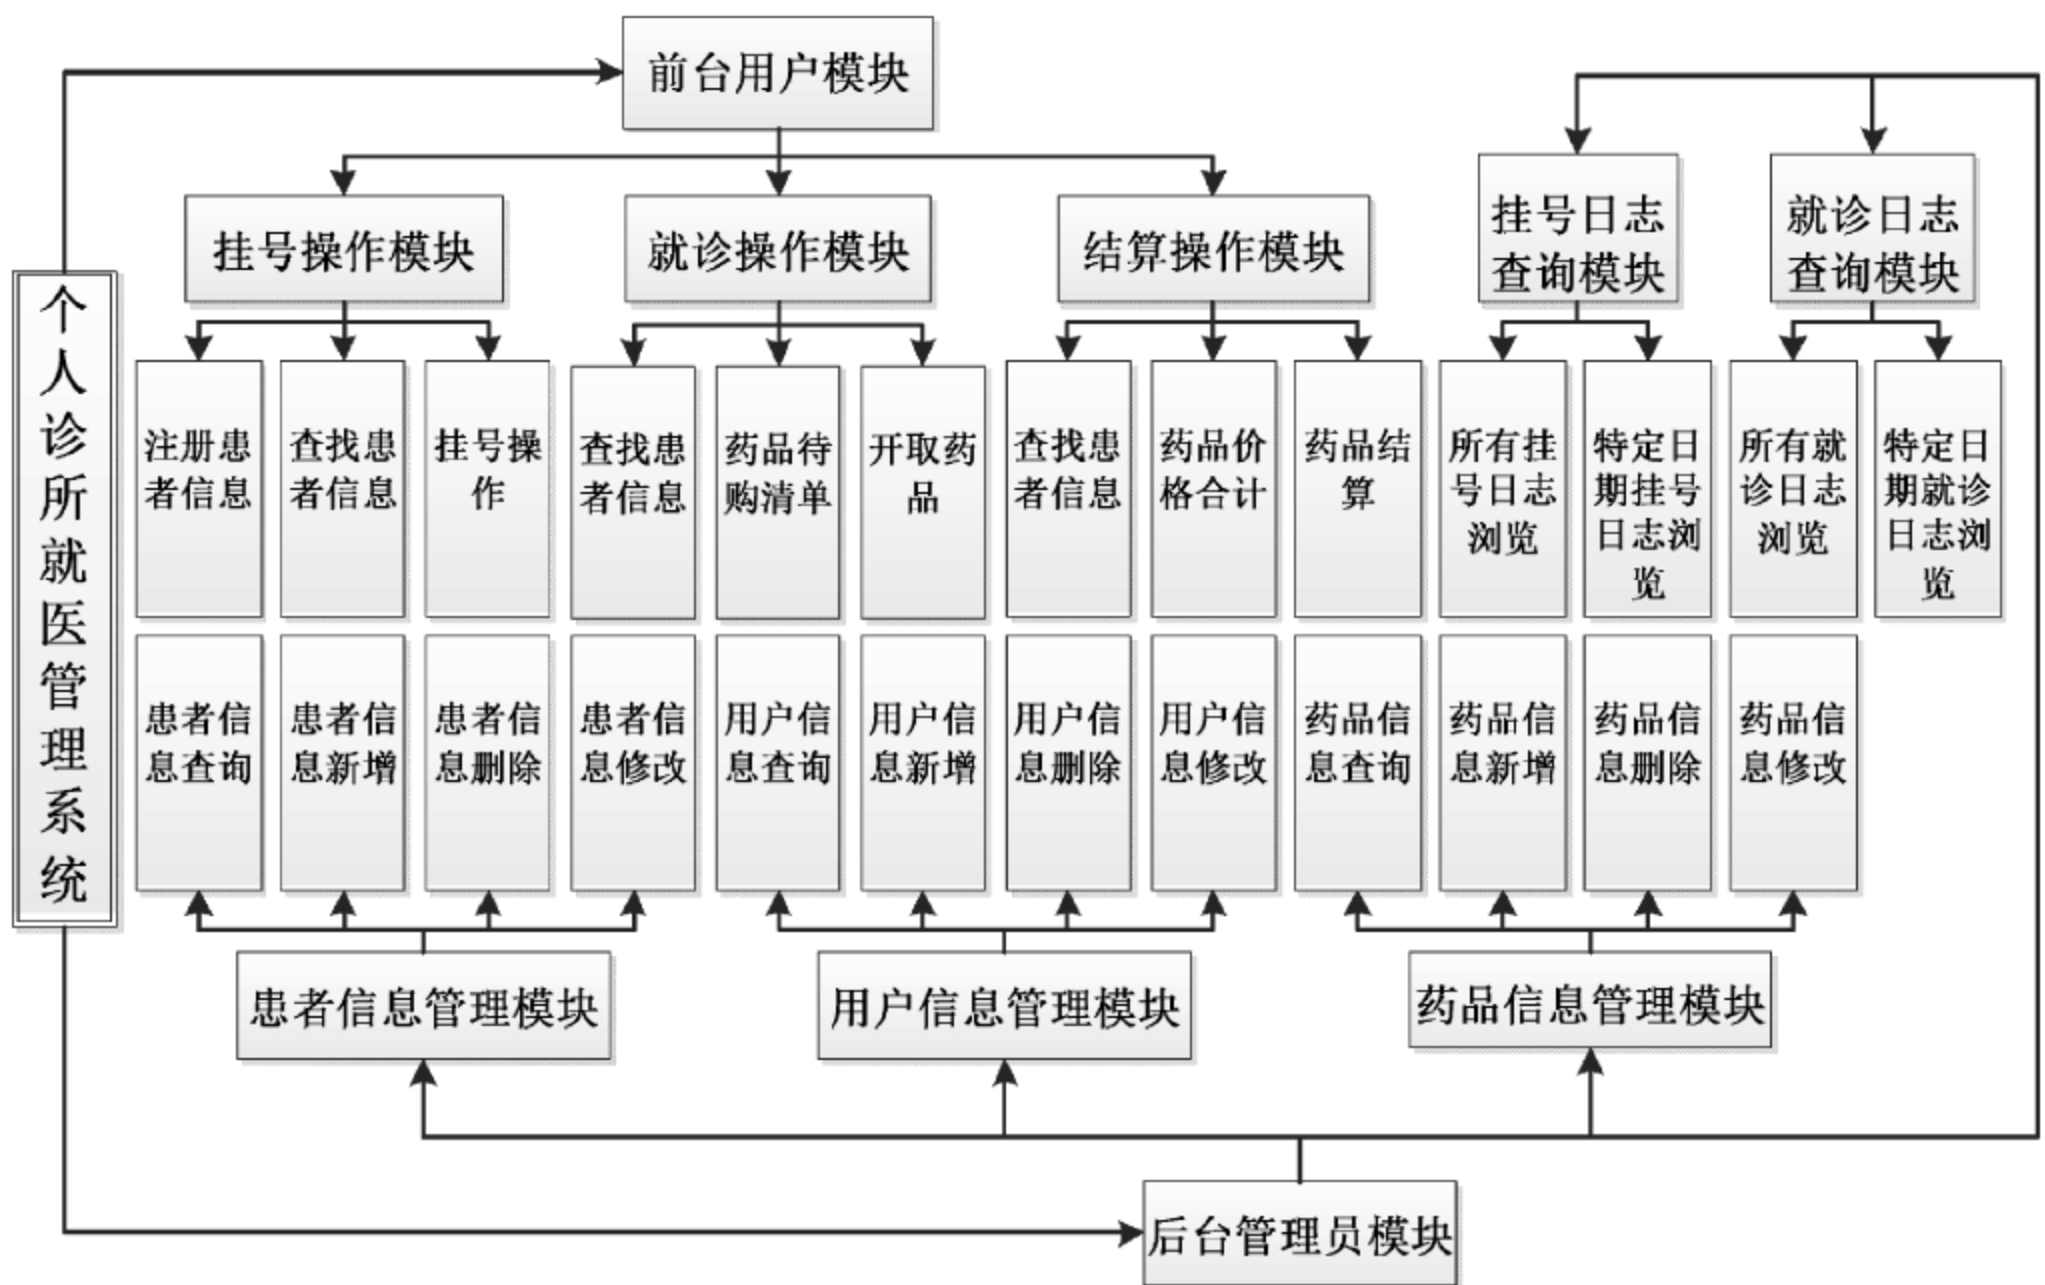 前台用户模块
挂号操作模块
就诊操作模块
结算操作模块
挂号日志
查询模块
就诊日志
查询模块
个
人
诊
所
就
医
管
理
系
统
注册患
者信息
查找患
者信息
挂号操
作
查找患
者信息
药品待
购清单
开取药
品
查找患
者信息
药品价
格合计
药品结
算
所有挂
号日志
浏览
特定日
期挂号
日志浏
览
所有就
诊日志
浏览
特定日
期就诊
日志浏
览
患者信
息查询
患者信
息新增
患者信
息删除
患者信
息修改
用户信
息查询
用户信
息新增
用户信
息删除
用户信
息修改
药品信
息查询
药品信
息新增
药品信
息删除
药品信
息修改
患者信息管理模块
用户信息管理模块
药品信息管理模块
后台管理员模块